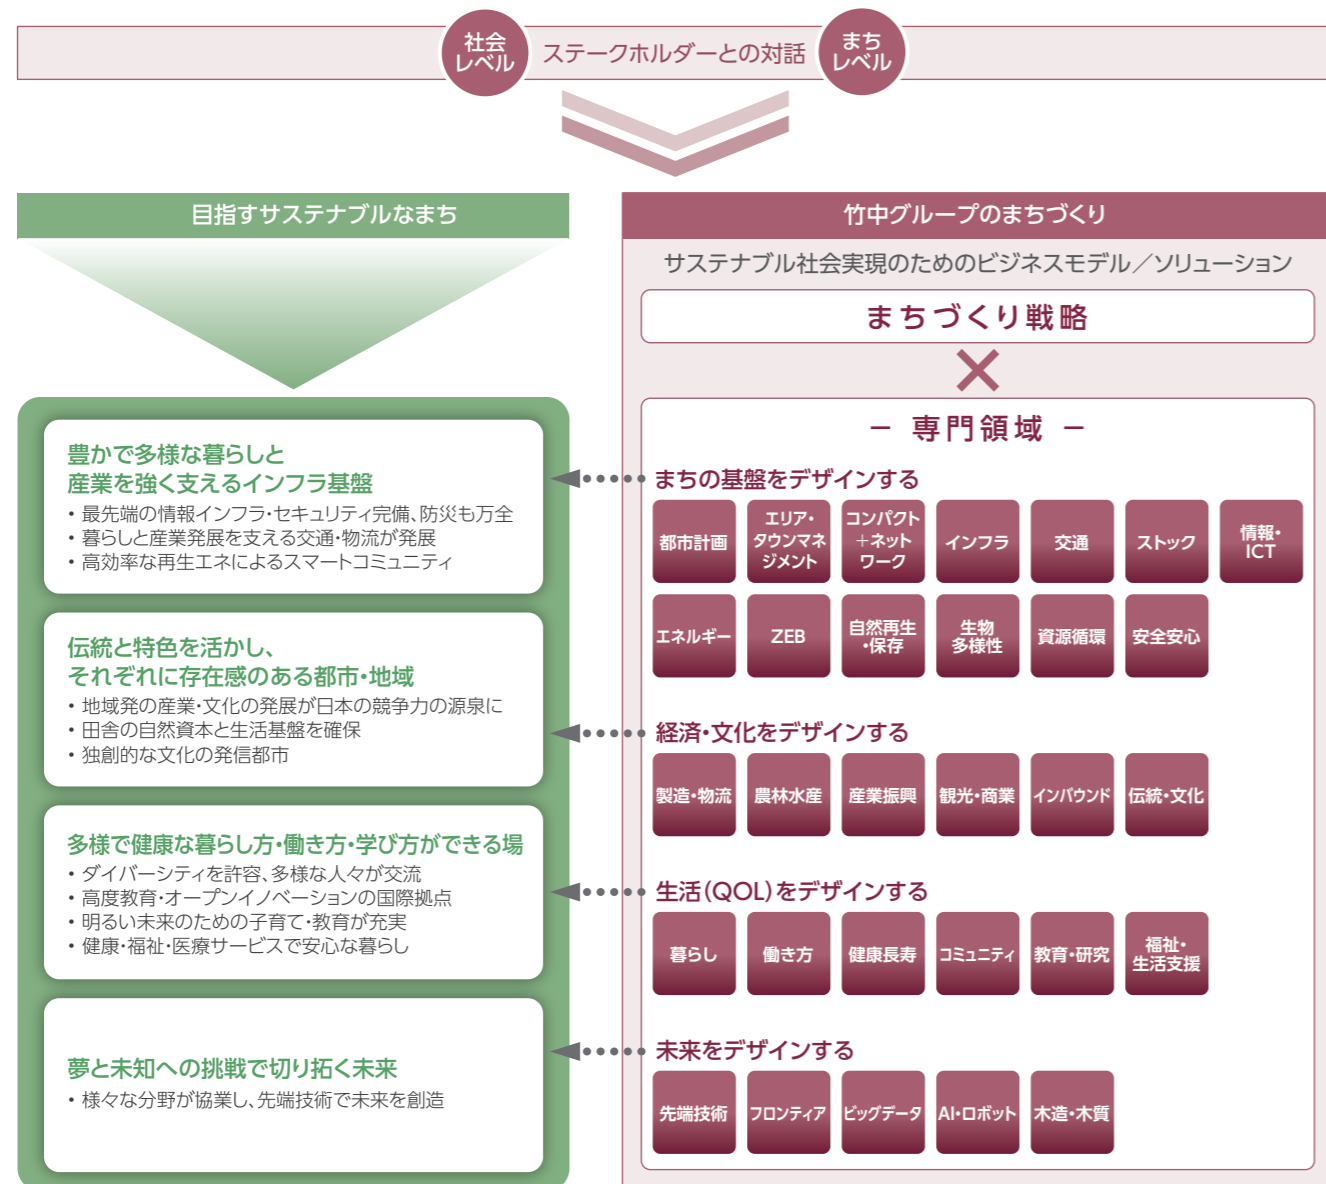 社会
レベル
ステークホルダーとの対話
まち
レベル
目指すサステナブルなまち
豊かで多様な暮らしと
産業を強く支えるインフラ基盤
• 最先端の情報インフラ・セキュリティ完備、防災も万全
• 暮らしと産業発展を支える交通・物流が発展
• 高効率な再生エネによるスマートコミュニティ
伝統と特色を活かし、
それぞれに存在感のある都市・地域
• 地域発の産業・文化の発展が日本の競争力の源泉に
• 田舎の自然資本と生活基盤を確保
• 独創的な文化の発信都市
多様で健康な暮らし方・働き方・学び方ができる場
• ダイバーシティを許容、多様な人々が交流
• 高度教育・オープンイノベーションの国際拠点
• 明るい未来のための子育て・教育が充実
• 健康・福祉・医療サービスで安心な暮らし
夢と未知への挑戦で切り拓く未来
• 様々な分野が協業し、先端技術で未来を創造
竹中グループのまちづくり
サステナブル社会実現のためのビジネスモデル／ソリューション
まちづくり戦略
×
− 専門領域 −
まちの基盤をデザインする
都市計画
エリア・
タウンマネ
ジメント
コンパクト
＋ネット
ワーク
インフラ
交通
ストック
情報・
ICT
エネルギー
ZEB
自然再生
・保存
生物
多様性
資源循環
安全安心
経済・文化をデザインする
製造・物流
農林水産
産業振興
観光・商業
インバウンド
伝統・文化
生活（QOL）をデザインする
暮らし
働き方
健康長寿
コミュニティ
教育・研究
福祉・
生活支援
未来をデザインする
先端技術
フロンティア
ビッグデータ
AI・ロボット
木造・木質